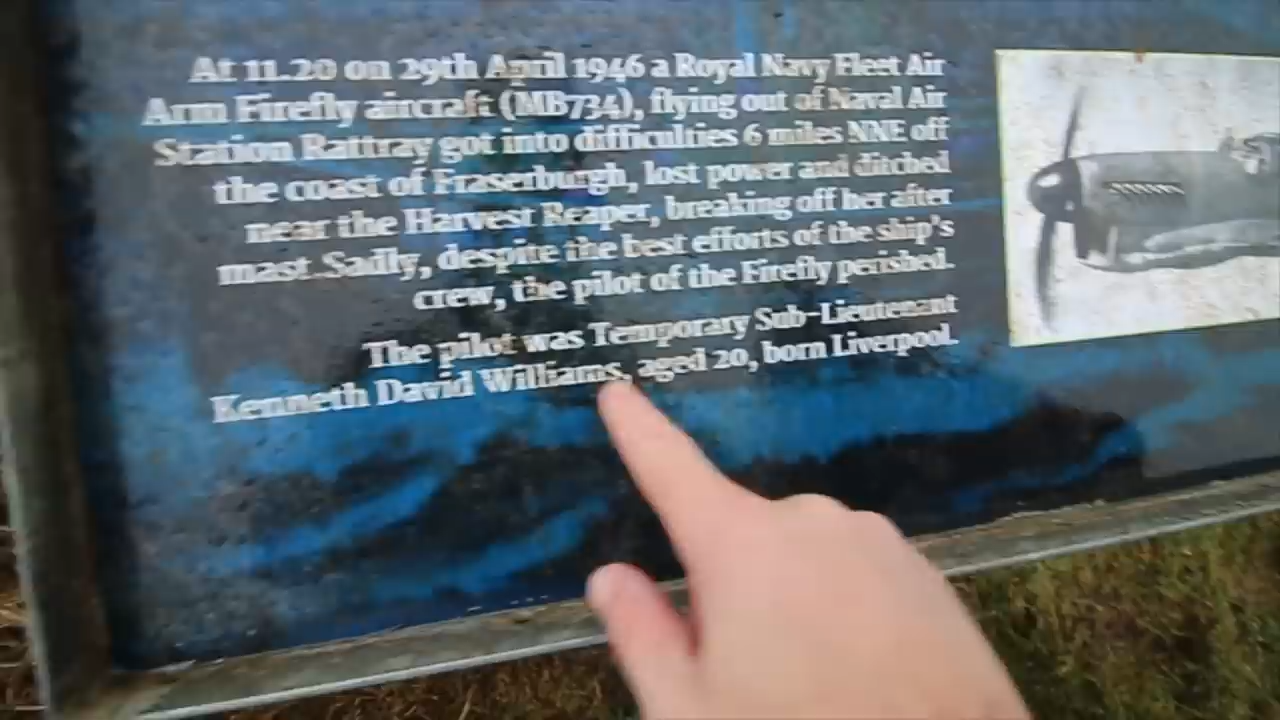 At 11.20 on 29th April 1946 a Royal Navy Fleet Air
Arm Firefly aircraft (MB734), flying out of Naval Air
Station Rattray got into difficulties 6 miles NNE off
the coast of Fraserburgh, lost power and ditched
near the Harvest Reaper, breaking off her after
mast.Sadly, despite the best efforts of the ship's
crew, the pilot of the Firefly perished.
The pilot was Temporary Sub-Lieutenant
Kenneth David Williams, aged 20, born Liverpool.